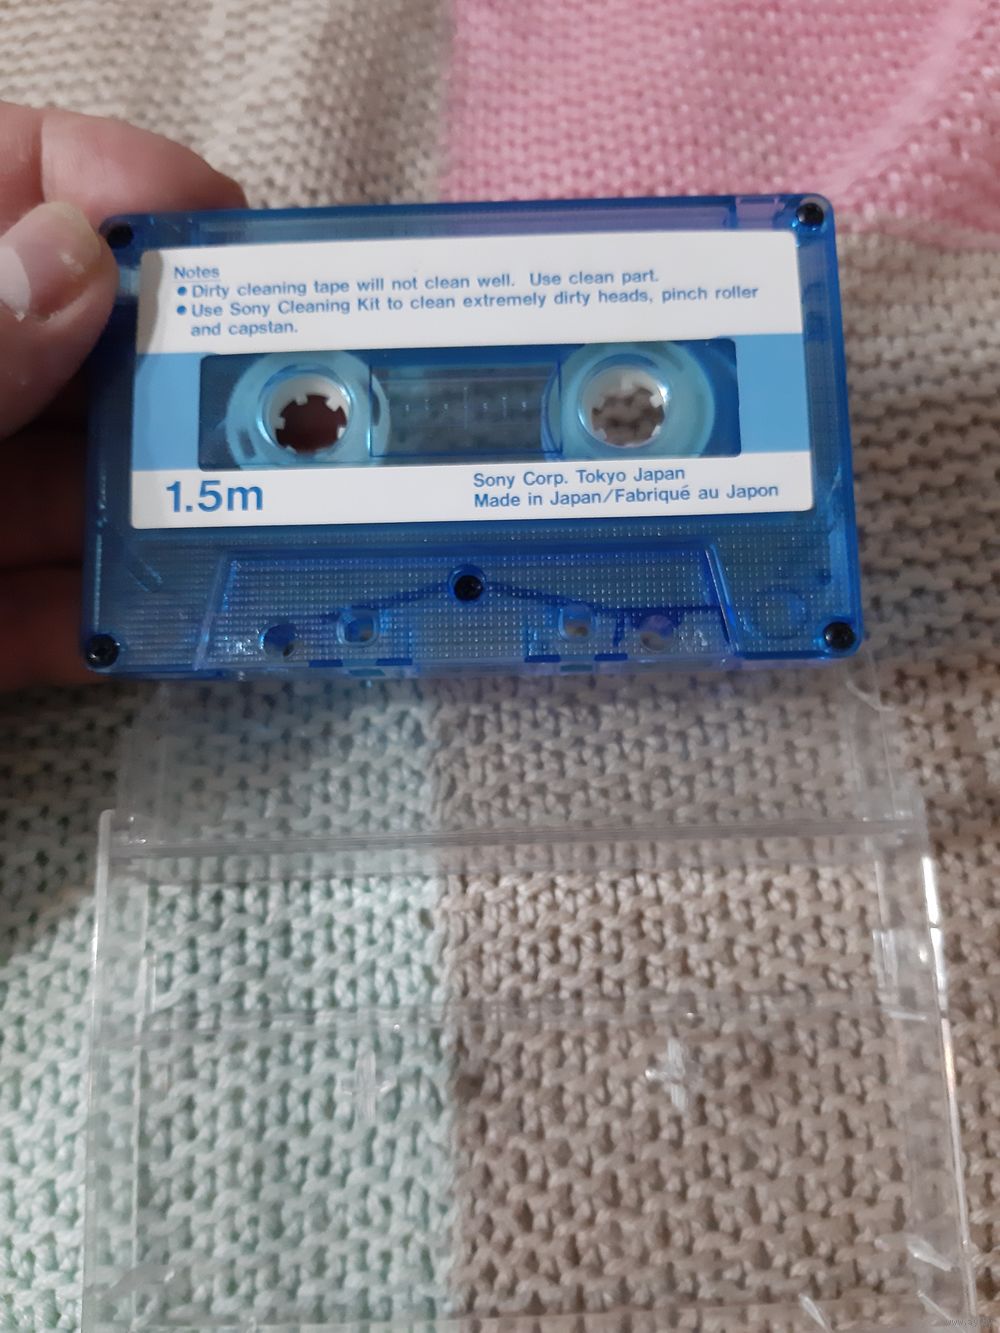 Notes
● Dirty cleaning tape will not clean well. Use clean part.
● Use Sony Cleaning Kit to clean extremely dirty heads, pinch roller
and capstan.
1.5m
Sony Corp. Tokyo Japan
Made in Japan/Fabriqué au Japon